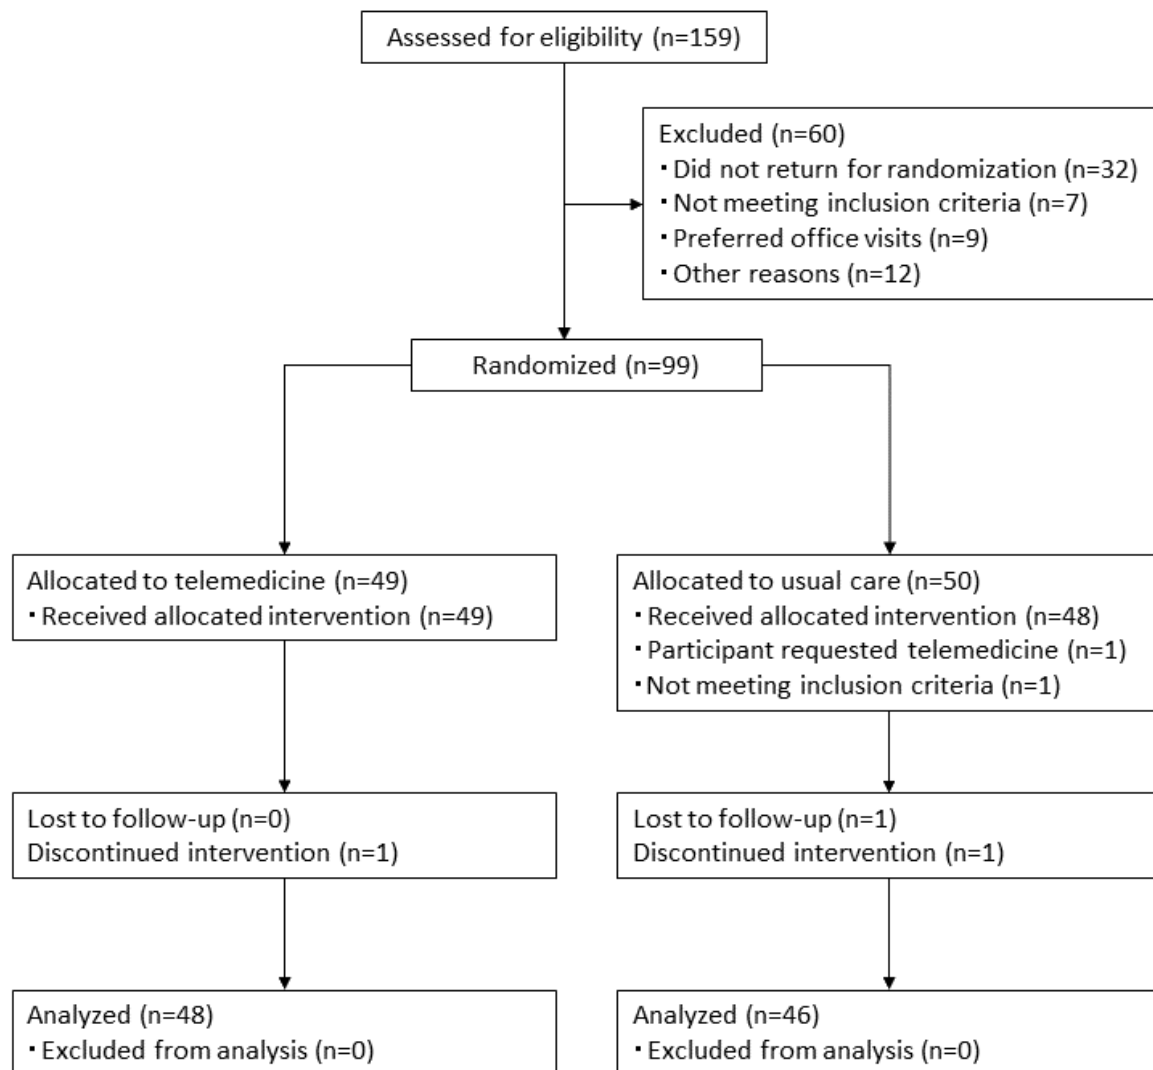 Assessed for eligibility (n=159)
Excluded (n=60)
・Did not return for randomization (n=32)
・Not meeting inclusion criteria (n=7)
・Preferred office visits (n=9)
・Other reasons (n=12)
Randomized (n=99)
Allocated to telemedicine (n=49)
・Received allocated intervention (n=49)
Allocated to usual care (n=50)
・Received allocated intervention (n=48)
・Participant requested telemedicine (n=1)
・Not meeting inclusion criteria (n=1)
Lost to follow-up (n=0)
Discontinued intervention (n=1)
Lost to follow-up (n=1)
Discontinued intervention (n=1)
Analyzed (n=48)
・Excluded from analysis (n=0)
Analyzed (n=46)
・Excluded from analysis (n=0)